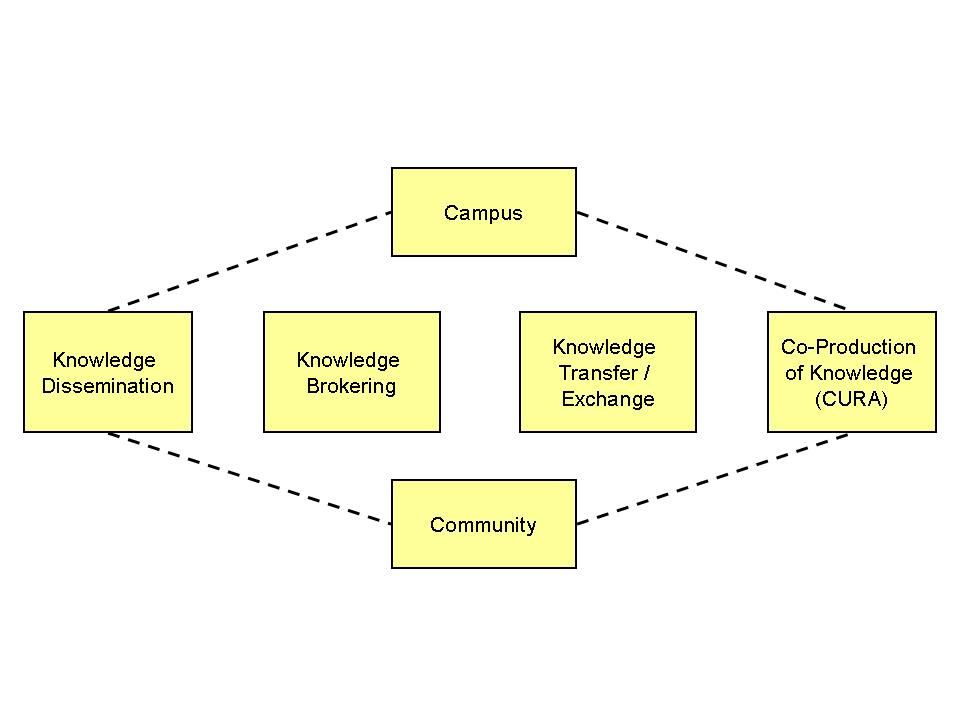 Campus
Knowledge
Dissemination
Knowledge
Brokering
Knowledge
Transfer /
Exchange
Co-Production
of Knowledge
(CURA)
Community